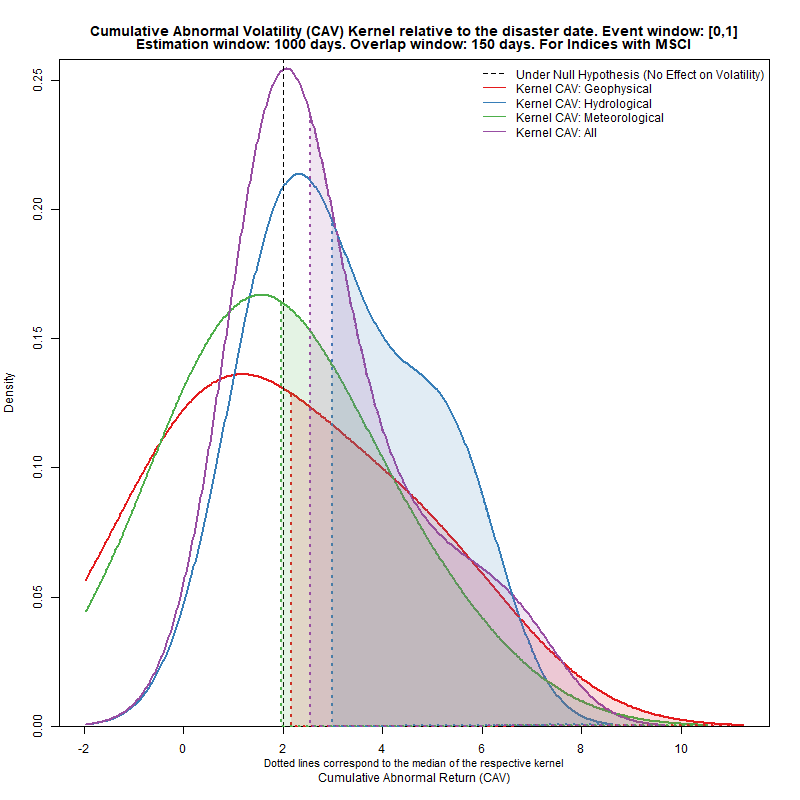 Cumulative Abnormal Volatility (CAV) Kernel relative to the disaster date. Event window: [0,1]
Estimation window: 1000 days. Overlap window: 150 days. For Indices with MSCI
Under Null Hypothesis (No Effect on Volatility)
Kernel CAV: Geophysical
Kernel CAV: Hydrological
Kernel CAV: Meteorological
Kernel CAV: All
Density
0.25
0.20
0.15
0.10
0.05
0.00
-2 0 2 4 6 8 10
Dotted lines correspond to the median of the respective kernel
Cumulative Abnormal Return (CAV)